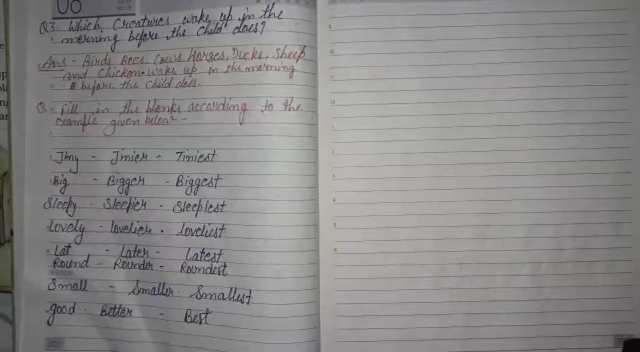 Q3 Which Creatures wake up in the
morning before the child does?
Ans - Birds Bees, Cows, Horses, Ducks, Sheep
and Chicken. Wake up in the morning
before the child does.
Q. Fill in the blanks according to the
example given below -
Tiny - Tinier - Tiniest
Big - Bigger - Biggest
Sleepy - Sleepier - Sleepiest
lovely - lovelier - loveliest
Lat - Later - Latest
Round - Rounder - Roundest
Small - Smaller Smallest
good - Better - Best